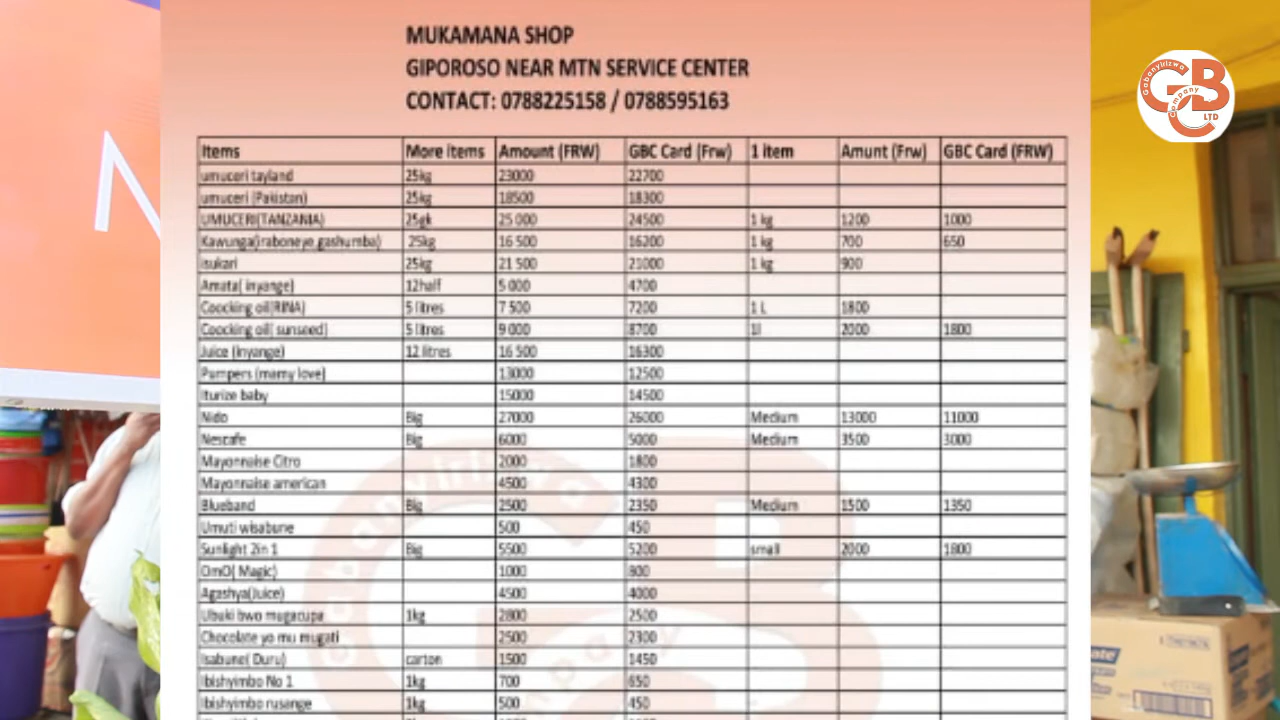 MUKAMANA SHOP
GIPOROSO NEAR MTN SERVICE CENTER
CONTACT: 0788225158 / 0788595163
Items More items Amount (FRW) GBC Card (Frw) 1 item Amunt (Frw) GBC Card (FRW)
umuceri tayland 25kg 23000 22700
umuceri (Pakistan) 25kg 18500 18300
UMUCERI(TANZANIA) 25gk 25 000 24500 1 kg 1200 1000
Kawunga(iraboneye,gashumba) 25kg 16 500 16200 1 kg 700 650
isukari 25kg 21 500 21000 1 kg 900
Amata( inyange) 12half 5 000 4700
Coocking oil(RINA) 5 litres 7 500 7200 1 L 1800
Coocking oil( sunseed) 5 litres 9 000 8700 1l 2000 1800
Juice (inyange) 12 litres 16 500 16300
Pumpers (mamy love) 13000 12500
Iturize baby 15000 14500
Nido Big 27000 26000 Medium 13000 11000
Nescafe Big 6000 5000 Medium 3500 3000
Mayonnaise Citro 2000 1800
Mayonnaise american 4500 4300
Blueband Big 2500 2350 Medium 1500 1350
Umuti wisabune 500 450
Sunlight 2in 1 Big 5500 5200 small 2000 1800
OmO( Magic) 1000 800
Agashya(Juice) 4500 4000
Ubuki bwo mugacupa 1kg 2800 2500
Chocolate yo mu mugati 2500 2300
Isabune( Duru) carton 1500 1450
Ibishyimbo No 1 1kg 700 650
Ibishyimbo rusange 1kg 500 450
GBC
Gabanyibizwa
Company
LTD
N